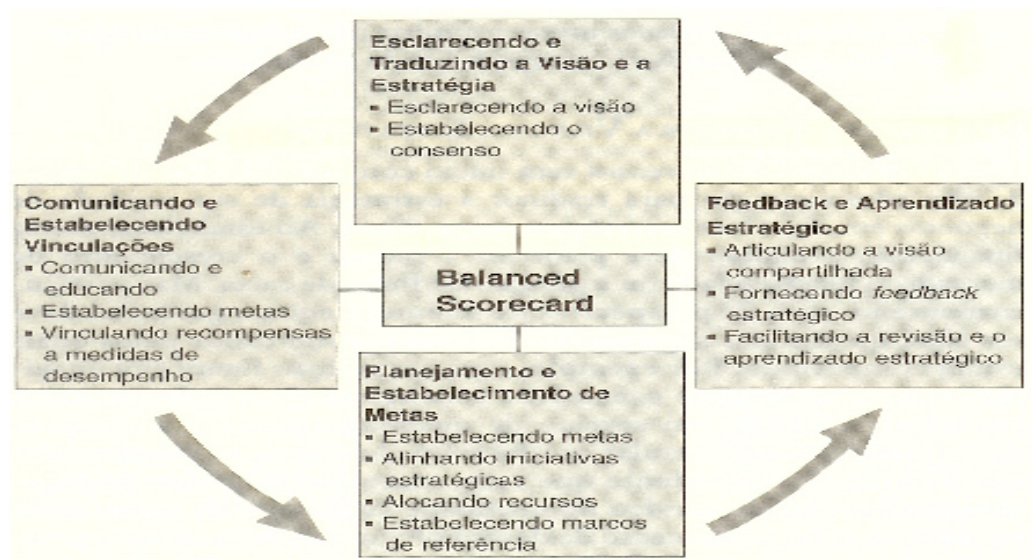 Esclarecendo e
Traduzindo a Visão e a
Estratégia
▪ Esclarecendo a visão
▪ Estabelecendo o
consenso
Comunicando e
Estabelecendo
Vinculações
▪ Comunicando e
educando
▪ Estabelecendo metas
▪ Vinculando recompensas
a medidas de
desempenho
Balanced
Scorecard
Feedback e Aprendizado
Estratégico
▪ Articulando a visão
compartilhada
▪ Fornecendo feedback
estratégico
▪ Facilitando a revisão e o
aprendizado estratégico
Planejamento e
Estabelecimento de
Metas
▪ Estabelecendo metas
▪ Alinhando iniciativas
estratégicas
▪ Alocando recursos
▪ Estabelecendo marcos
de referência